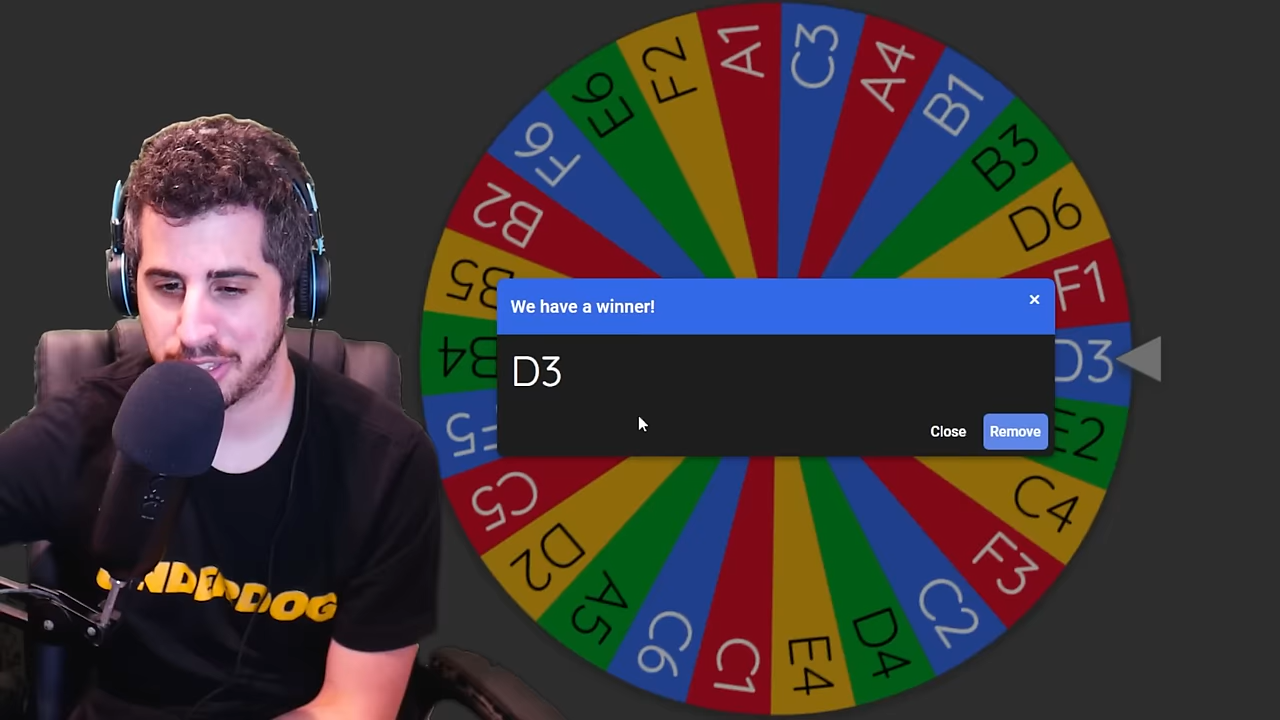 A1
C3
A4
B1
B3
D6
F1
D3
E2
C4
F3
C2
D4
E4
C1
C6
A5
D2
C5
B4
B5
B2
F6
E6
F2
We have a winner!
D3
Close
Remove
UNDERDOG